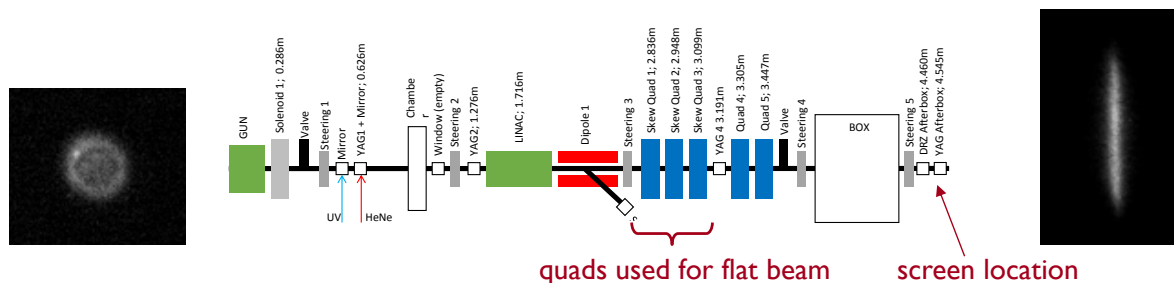 GUN
Solenoid 1; 0.286m
Valve
Steering 1
Mirror
YAG1 + Mirror; 0.626m
Chambe
r
Window (empty)
Steering 2
YAG2; 1.276m
LINAC; 1.716m
Dipole 1
Steering 3
Skew Quad 1; 2.836m
Skew Quad 2; 2.948m
Skew Quad 3; 3.099m
YAG 4 3.191m
Quad 4; 3.305m
Quad 5; 3.447m
Valve
Steering 4
BOX
Steering 5
DRZ Afterbox; 4.460m
YAG Afterbox; 4.545m
UV
HeNe
quads used for flat beam
screen location